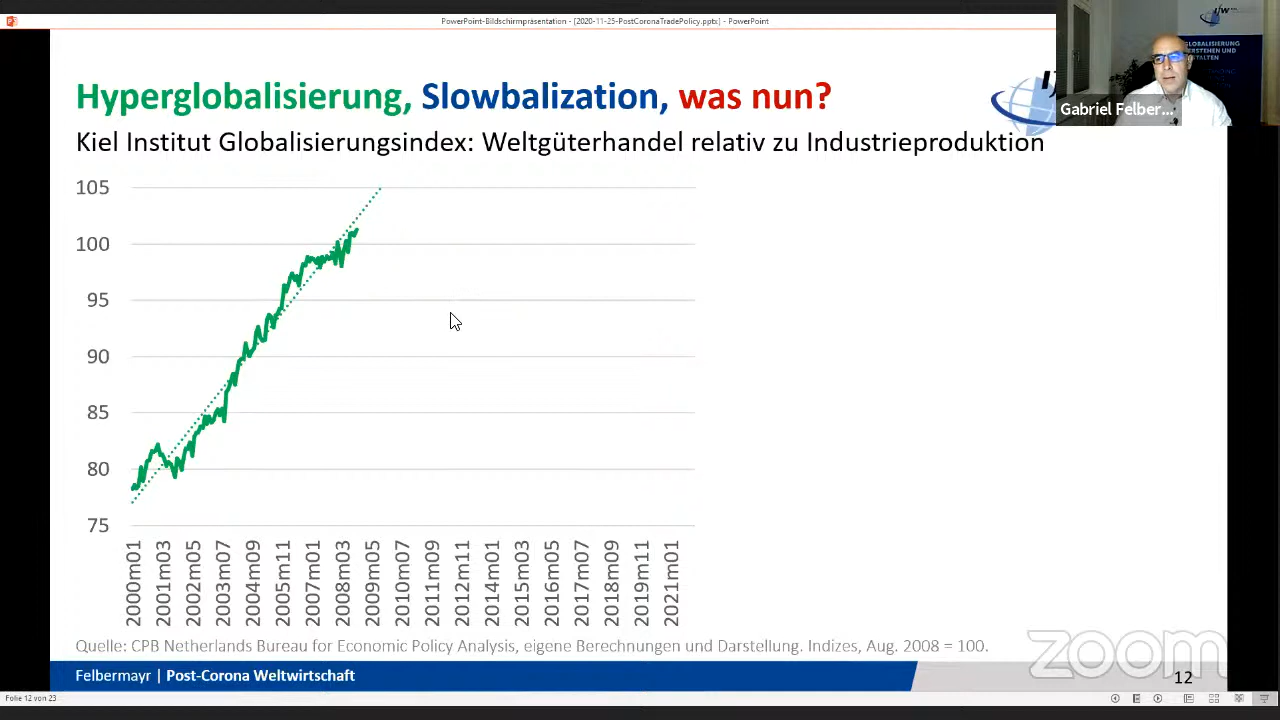 PowerPoint-Bildschirmpräsentation - [2020-11-25-PostCoronaTradePolicy.pptx] - PowerPoint
Hyperglobalisierung, Slowbalization, was nun?
Kiel Institut Globalisierungsindex: Weltgüterhandel relativ zu Industrieproduktion
Gabriel Felber...
105
100
95
90
85
80
75
2000m01
2001m03
2002m05
2003m07
2004m09
2005m11
2007m01
2008m03
2009m05
2010m07
2011m09
2012m11
2014m01
2015m03
2016m05
2017m07
2018m09
2019m11
2021m01
Quelle: CPB Netherlands Bureau for Economic Policy Analysis, eigene Berechnungen und Darstellung. Indizes, Aug. 2008 = 100.
zoom
Felbermayr | Post-Corona Weltwirtschaft
12
Folie 12 von 23